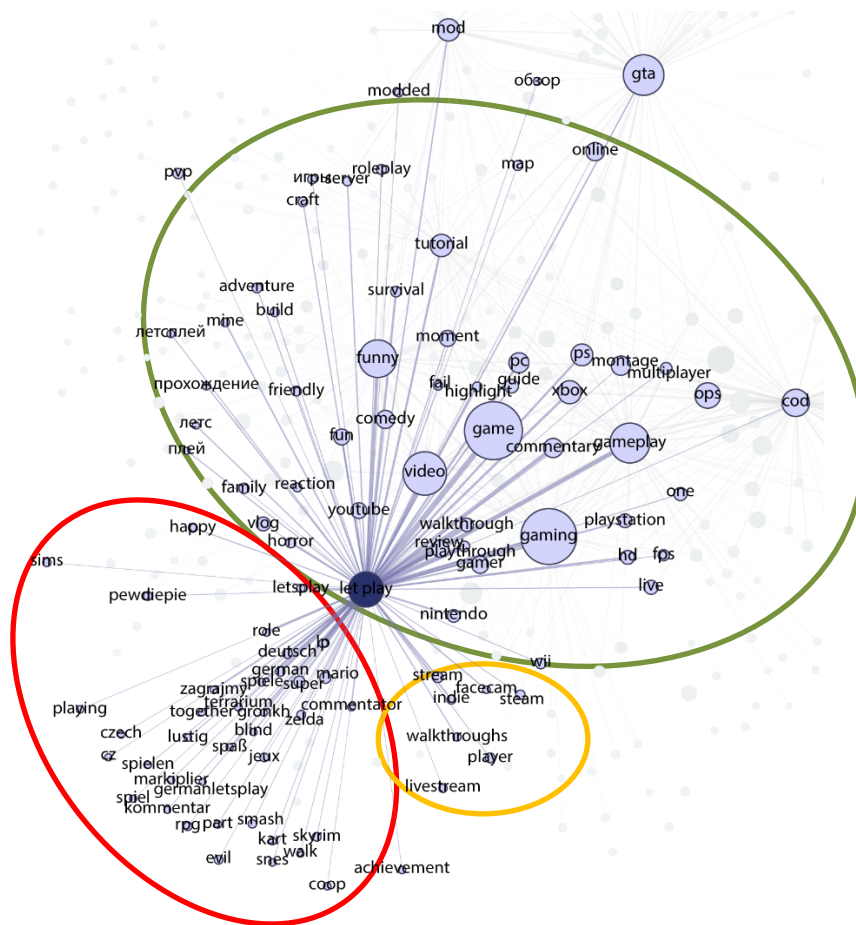 mod
gta
обзор
modded
online
map
pvp
roleplay
игры
server
craft
tutorial
adventure
survival
build
mine
летсплей
moment
funny
pc
ps
montage
multiplayer
прохождение
friendly
fail
highlight
guide
xbox
ops
cod
летс
fun
comedy
game
commentary
gameplay
плей
video
family
reaction
one
youtube
happy
vlog
walkthrough
playstation
horror
review
playthrough
gaming
gamer
hd
fps
sims
letsplay
let play
live
pewdiepie
nintendo
role
lp
deutsch
wii
german
mario
stream
spiele
super
facecam
zagrajmy
indie
steam
playing
terrarium
commentator
together
gronkh
zelda
czech
lustig
blind
walkthroughs
spaß
cz
jeux
player
spielen
markiplier
germanletsplay
livestream
spiel
kommentar
rpg
part
smash
kart
skyrim
evil
snes
walk
achievement
coop